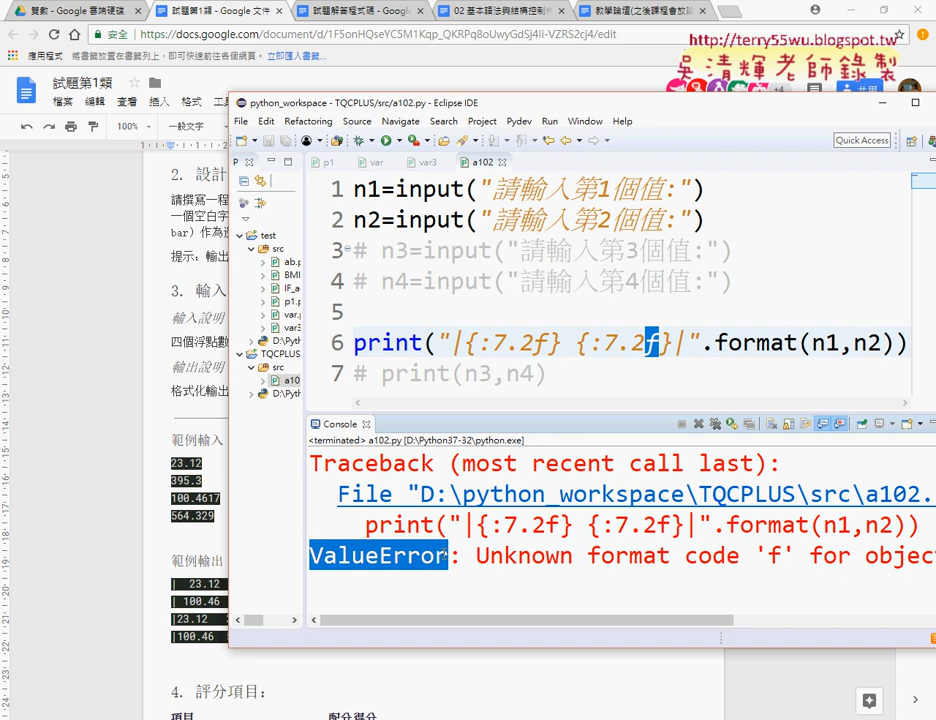 雙數 - Google 雲端硬碟
試題第1類 - Google 文件
試題解答程式碼 - Goog
02 基本語法與結構控制
教學論壇(之後課程會放
安全
https://docs.google.com/document/d/1F5onHQseYC5M1Kqp_QKRPq8oUwyGdSJ4Ii-VZRS2cj4/edit
http://terry55wu.blogspot.tw
吳清輝老師錄製
應用程式
將書籤放置在書籤列上，即可快速前往各個網頁。
立即匯入書籤...
試題第1類
檔案 編輯 查看 插入 格式 工
100%
一般文字
python_workspace - TQCPLUS/src/a102.py - Eclipse IDE
File Edit Refactoring Source Navigate Search Project Pydev Run Window Help
Quick Access
P
p1 var var3 a102
test
src
ab.p
BMI
IF_a
p1.p
var.
var3
D:\Pyth
TQCPLUS
src
a10
D:\Pyth
1 n1=input("請輸入第1個值:")
2 n2=input("請輸入第2個值:")
3 # n3=input("請輸入第3個值:")
4 # n4=input("請輸入第4個值:")
5
6 print("|{:7.2f} {:7.2f}|".format(n1,n2))
7 # print(n3,n4)
Console
<terminated> a102.py [D:\Python37-32\python.exe]
Traceback (most recent call last):
File "D:\python_workspace\TQCPLUS\src\a102.
print("|{:7.2f} {:7.2f}|".format(n1,n2))
ValueError: Unknown format code 'f' for objec
2. 設計
請撰寫一程
一個空白字
bar）作為邊
提示：輸出
3. 輸入
輸入說明
四個浮點數
輸出說明
格式化輸出
範例輸入
23.12
395.3
100.4617
564.329
範例輸出
| 23.12
| 100.46
|23.12
|100.46
4. 評分項目：
項目 配分得分